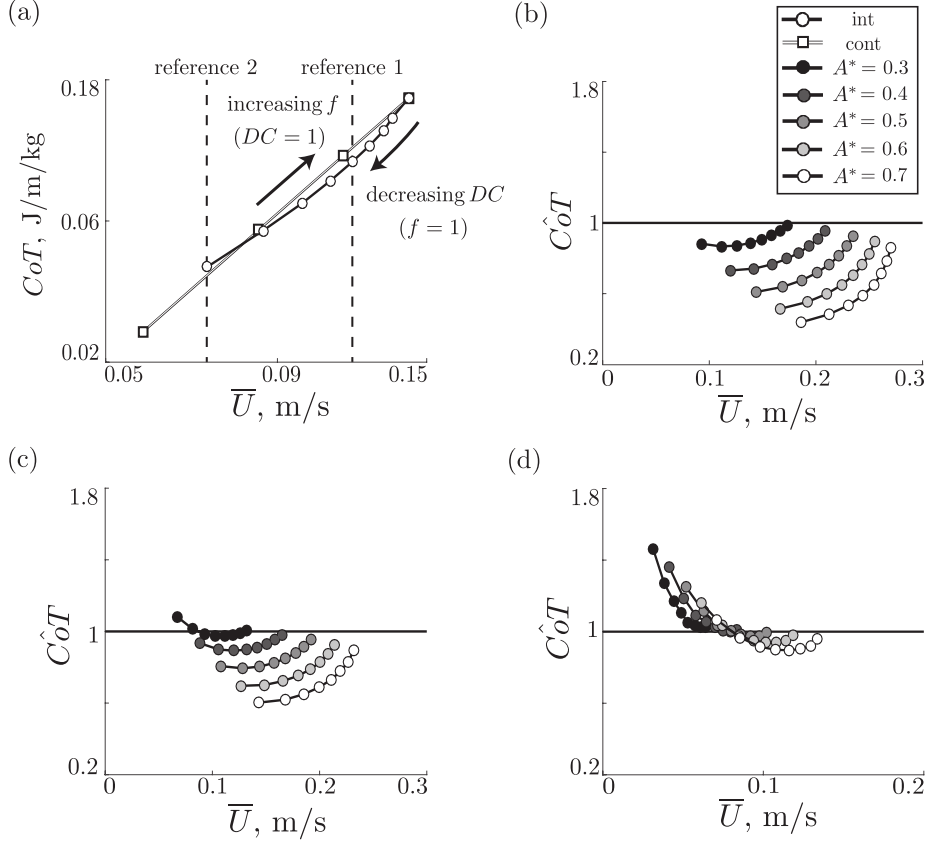 (a)
reference 2
reference 1
0.18
0.06
0.02
CoT, J/m/kg
increasing f
(DC = 1)
decreasing DC
(f = 1)
0.05
0.09
0.15
U̅, m/s
(b)
int
cont
A* = 0.3
A* = 0.4
A* = 0.5
A* = 0.6
A* = 0.7
1.8
1
0.2
CôT
0
0.1
0.2
0.3
U̅, m/s
(c)
1.8
1
0.2
CôT
0
0.1
0.2
0.3
U̅, m/s
(d)
1.8
1
0.2
CôT
0
0.1
0.2
U̅, m/s